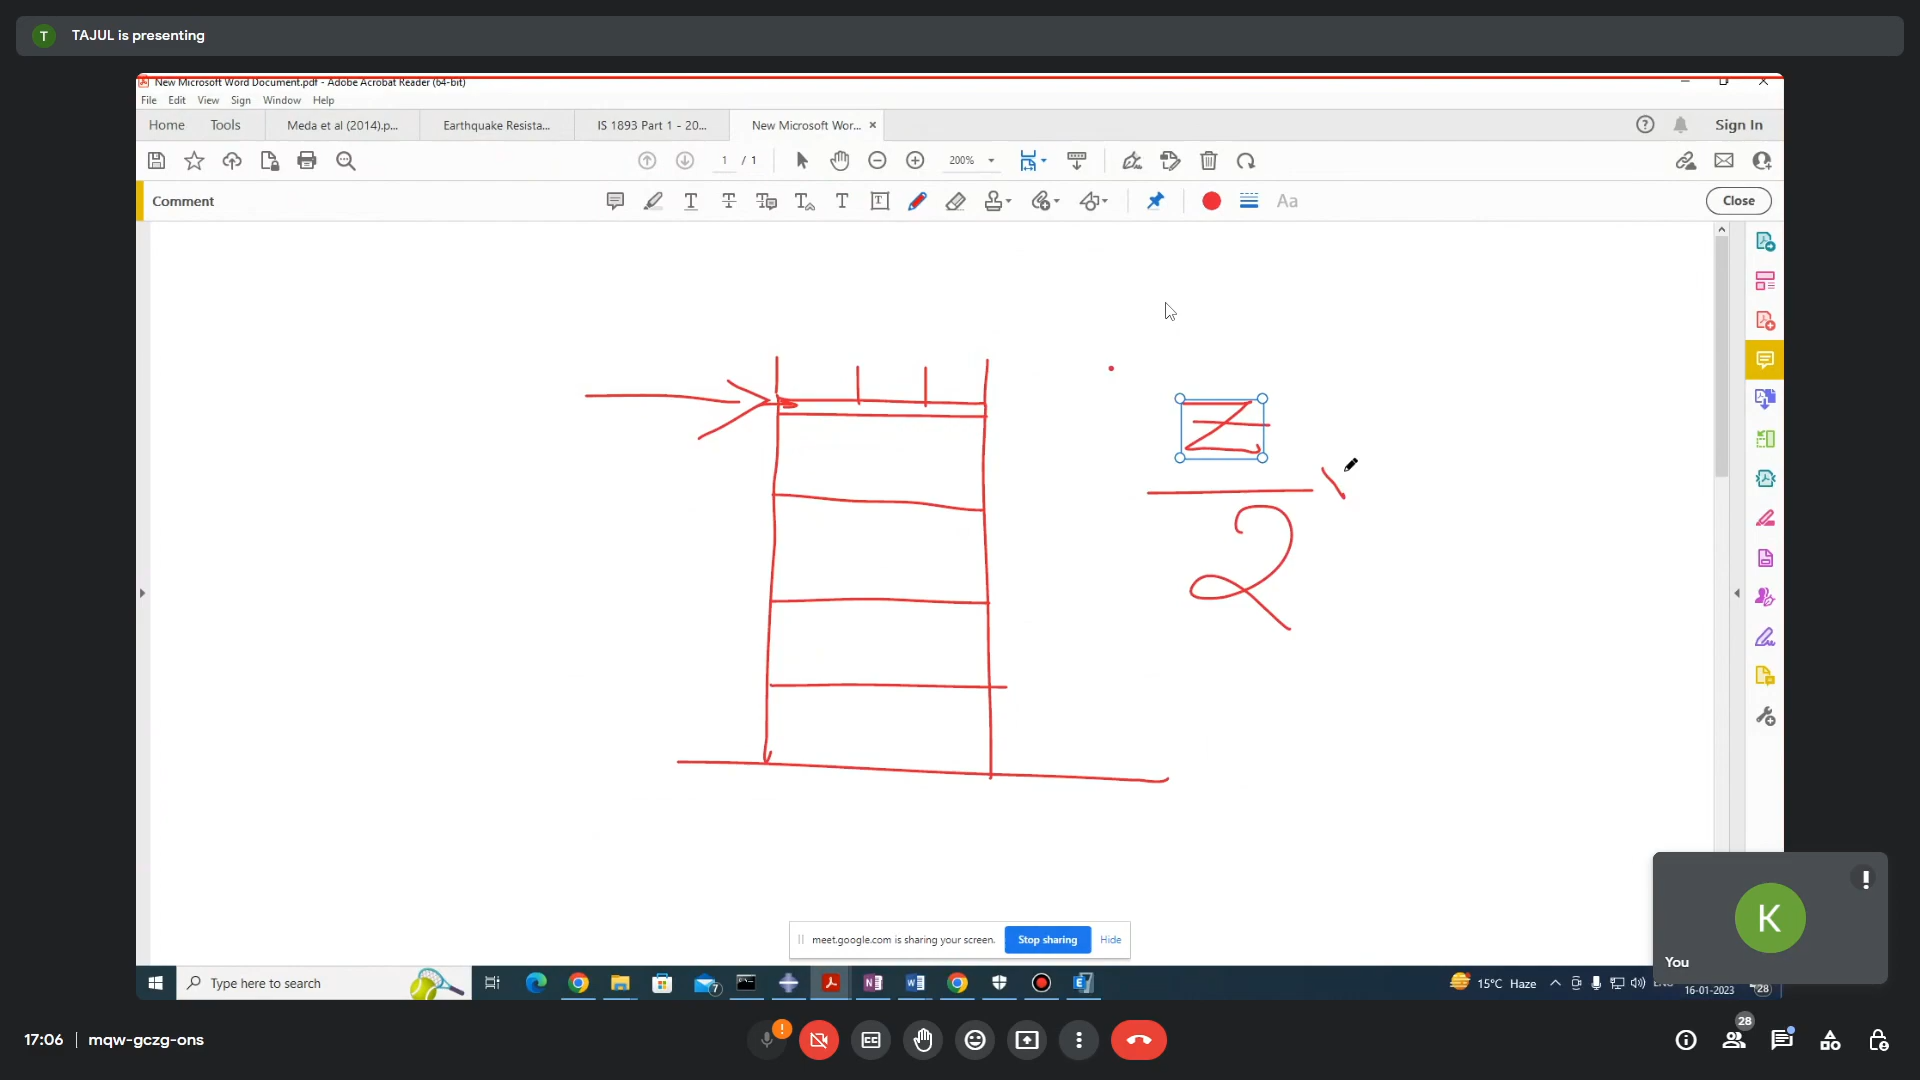 T TAJUL is presenting
New Microsoft Word Document.pdf - Adobe Acrobat Reader (64-bit)
File Edit View Sign Window Help
Home Tools Meda et al (2014).p... Earthquake Resista... IS 1893 Part 1 - 20... New Microsoft Wor... × Sign In
1 / 1 200%
Comment Aa Close
Z
2
meet.google.com is sharing your screen. Stop sharing Hide
K
You
Type here to search 7 15°C Haze
16-01-2023 28
17:06 mqw-gczg-ons 28